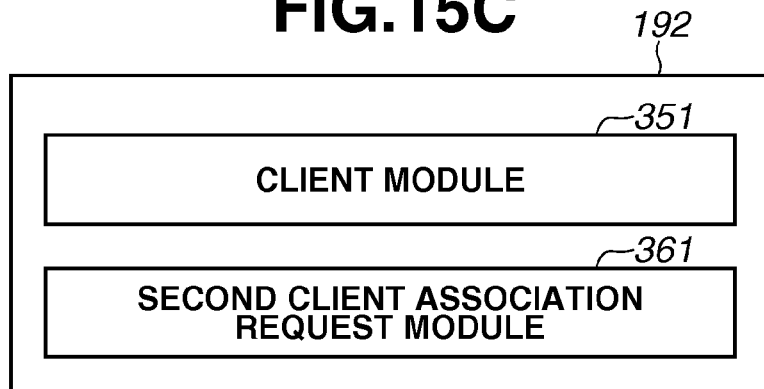 FIG.15C
192
351
CLIENT MODULE
361
SECOND CLIENT ASSOCIATION
REQUEST MODULE